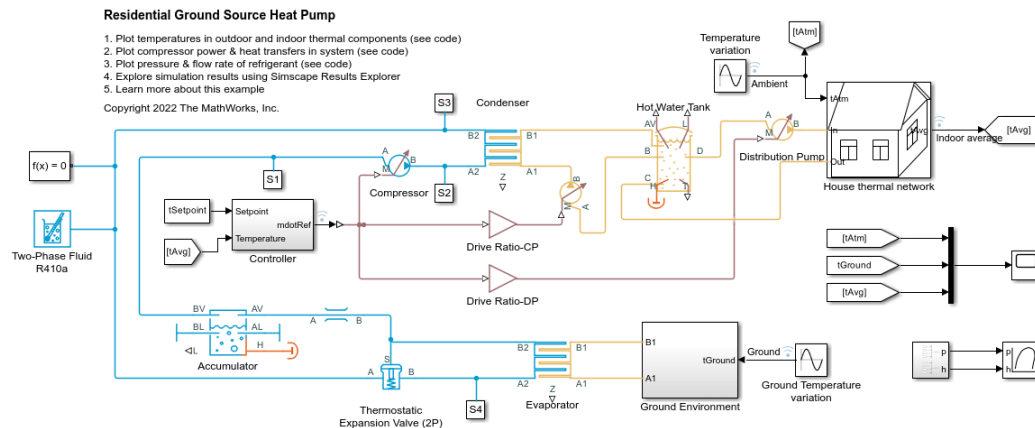 Residential Ground Source Heat Pump
1. Plot temperatures in outdoor and indoor thermal components (see code)
2. Plot compressor power & heat transfers in system (see code)
3. Plot pressure & flow rate of refrigerant (see code)
4. Explore simulation results using Simscape Results Explorer
5. Learn more about this example
Copyright 2022 The MathWorks, Inc.
[tAtm]
Temperature
variation
Ambient
tAtm
In
tAvg
Out
Indoor average
[tAvg]
House thermal network
S3
Condenser
B2
B1
A2
A1
Z
Hot Water Tank
AV
L
B
D
C
H
T
A
B
M
Distribution Pump
f(x) = 0
S1
A
B
M
Compressor
S2
B
M
A
Two-Phase Fluid
R410a
tSetpoint
[tAvg]
Setpoint
Temperature
mdotRef
Controller
Drive Ratio-CP
Drive Ratio-DP
[tAtm]
tGround
[tAvg]
BV
AV
BL
AL
L
H
Accumulator
A
B
S
A
B
Thermostatic
Expansion Valve (2P)
S4
B2
B1
A2
A1
Z
Evaporator
B1
A1
tGround
Ground Environment
Ground
Ground Temperature
variation
p
h
p
h